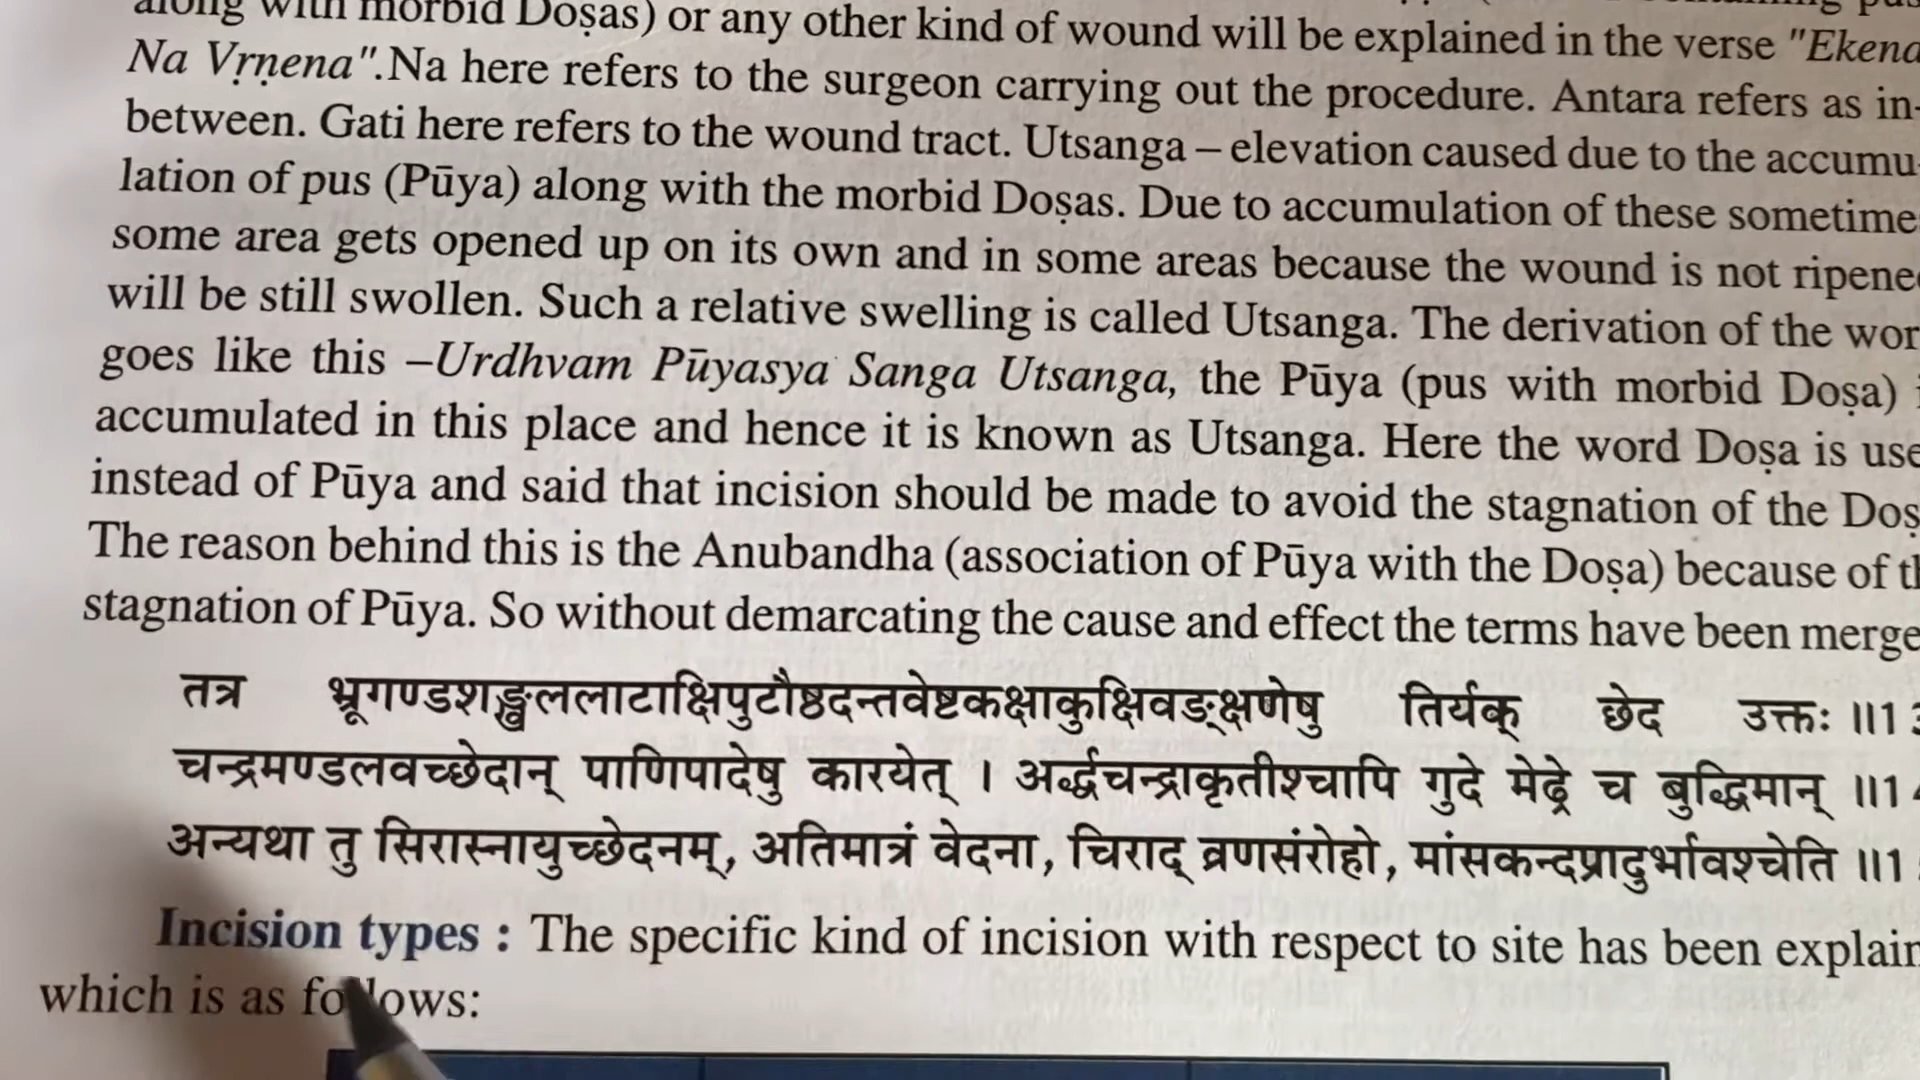 along with morbid Doṣas) or any other kind of wound will be explained in the verse "Ekena
Na Vṛṇena".Na here refers to the surgeon carrying out the procedure. Antara refers as in-
between. Gati here refers to the wound tract. Utsanga – elevation caused due to the accumu-
lation of pus (Pūya) along with the morbid Doṣas. Due to accumulation of these sometime
some area gets opened up on its own and in some areas because the wound is not ripened
will be still swollen. Such a relative swelling is called Utsanga. The derivation of the wor
goes like this –Urdhvam Pūyasya Sanga Utsanga, the Pūya (pus with morbid Doṣa)
accumulated in this place and hence it is known as Utsanga. Here the word Doṣa is use
instead of Pūya and said that incision should be made to avoid the stagnation of the Doṣ
The reason behind this is the Anubandha (association of Pūya with the Doṣa) because of th
stagnation of Pūya. So without demarcating the cause and effect the terms have been merge
तत्र भ्रूगण्डशङ्खललाटाक्षिपुटौष्ठदन्तवेष्टकक्षाकुक्षिवङ्क्षणेषु तिर्यक् छेद उक्तः ॥13
चन्द्रमण्डलवच्छेदान् पाणिपादेषु कारयेत् । अर्द्धचन्द्राकृतीश्चापि गुदे मेढ्रे च बुद्धिमान् ॥14
अन्यथा तु सिरास्नायुच्छेदनम्, अतिमात्रं वेदना, चिराद् व्रणसंरोहो, मांसकन्दप्रादुर्भावश्चेति ॥1
Incision types : The specific kind of incision with respect to site has been explain
which is as follows: